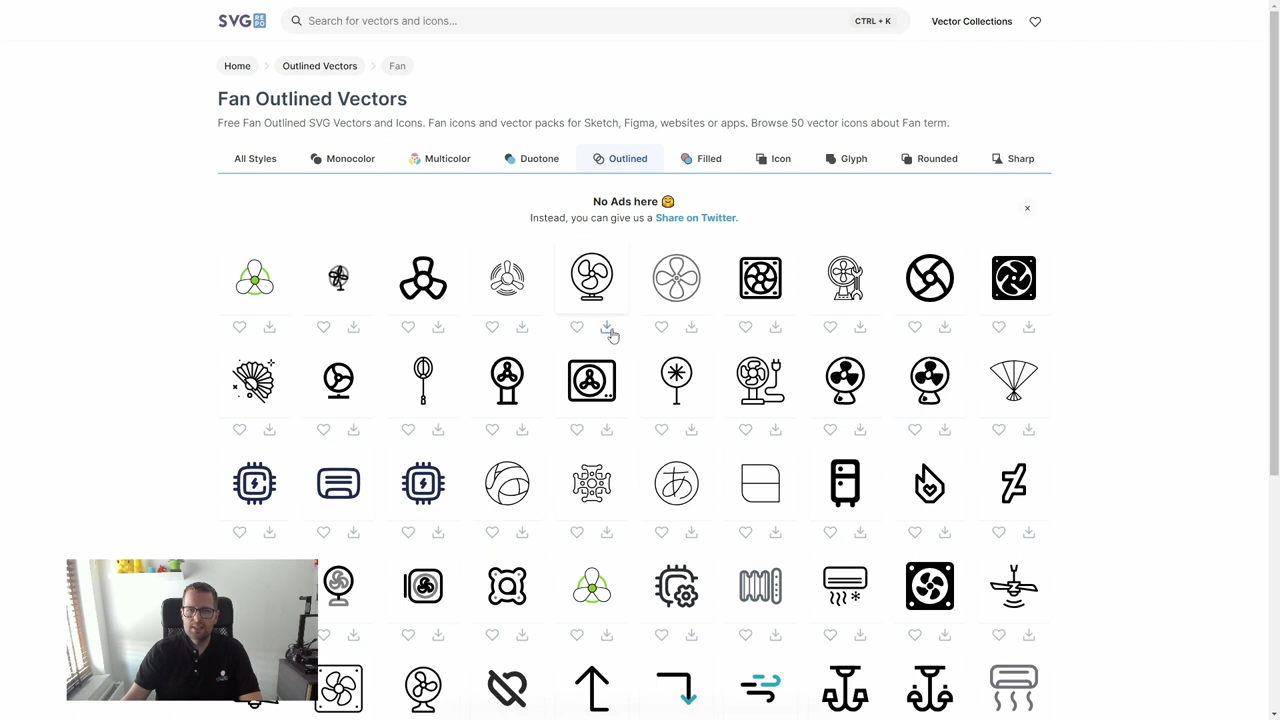 SVG REPO
Search for vectors and icons...
CTRL + K
Vector Collections
Home
Outlined Vectors
Fan
Fan Outlined Vectors
Free Fan Outlined SVG Vectors and Icons. Fan icons and vector packs for Sketch, Figma, websites or apps. Browse 50 vector icons about Fan term.
All Styles
Monocolor
Multicolor
Duotone
Outlined
Filled
Icon
Glyph
Rounded
Sharp
No Ads here 🤗
Instead, you can give us a Share on Twitter.
×
あ